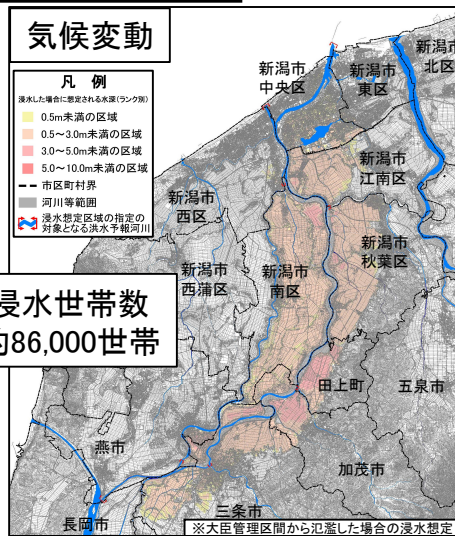 気候変動
凡 例
浸水した場合に想定される水深(ランク別)
0.5m未満の区域
0.5~3.0m未満の区域
3.0~5.0m未満の区域
5.0~10.0m未満の区域
市区町村界
河川等範囲
浸水想定区域の指定の
対象となる洪水予報河川
新潟市
中央区
新潟市
東区
新潟市
北区
新潟市
江南区
新潟市
西区
新潟市
秋葉区
新潟市
西蒲区
新潟市
南区
浸水世帯数
約86,000世帯
田上町
五泉市
燕市
加茂市
三条市
長岡市
※大臣管理区間から氾濫した場合の浸水想定